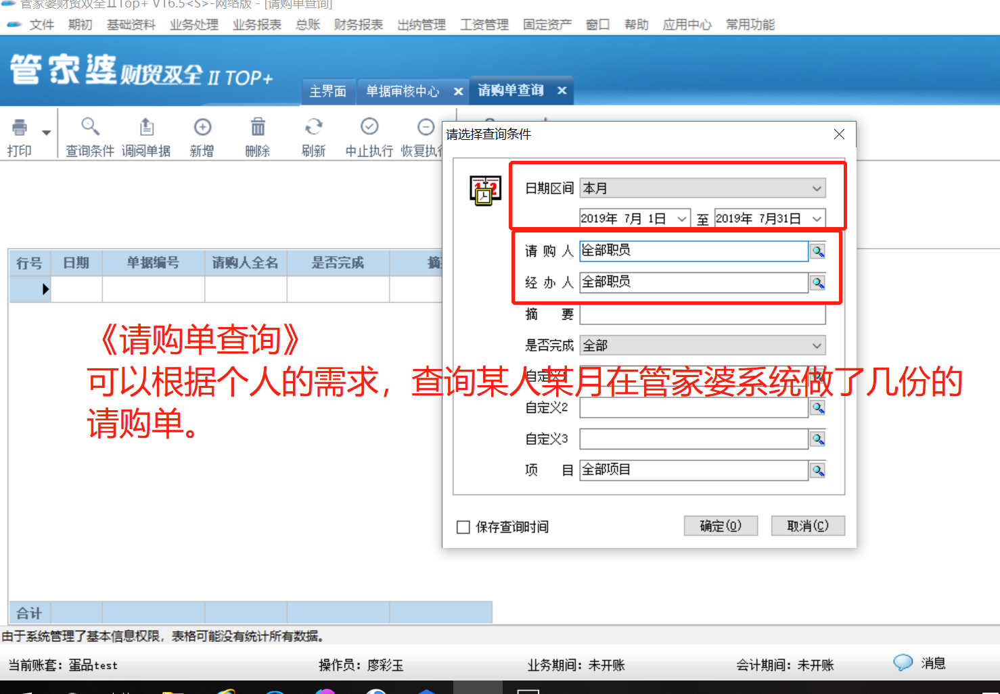 管家婆财贸双全IITop+ V16.5<S>-网络版 - [请购单查询]
文件 期初 基础资料 业务处理 业务报表 总账 财务报表 出纳管理 工资管理 固定资产 窗口 帮助 应用中心 常用功能
管家婆 财贸双全 II TOP+
主界面 单据审核中心 × 请购单查询 ×
打印 查询条件 调阅单据 新增 删除 刷新 中止执行 恢复执行
请选择查询条件
日期区间 本月
2019年 7月 1日 至 2019年 7月31日
请购人 全部职员
经办人 全部职员
摘要
是否完成 全部
自定义1
自定义2
自定义3
项目 全部项目
保存查询时间 确定(O) 取消(C)
行号 日期 单据编号 请购人全名 是否完成 摘
《请购单查询》
可以根据个人的需求，查询某人某月在管家婆系统做了几份的
请购单。
合计
由于系统管理了基本信息权限，表格可能没有统计所有数据。
当前账套：蛋品test 操作员：廖彩玉 业务期间：未开账 会计期间：未开账 消息